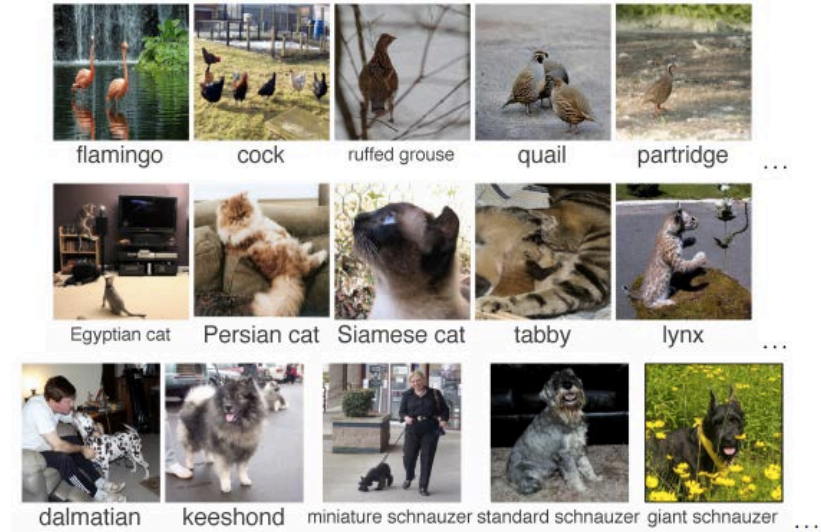 flamingo cock ruffed grouse quail partridge ...
Egyptian cat Persian cat Siamese cat tabby lynx ...
dalmatian keeshond miniature schnauzer standard schnauzer giant schnauzer ...